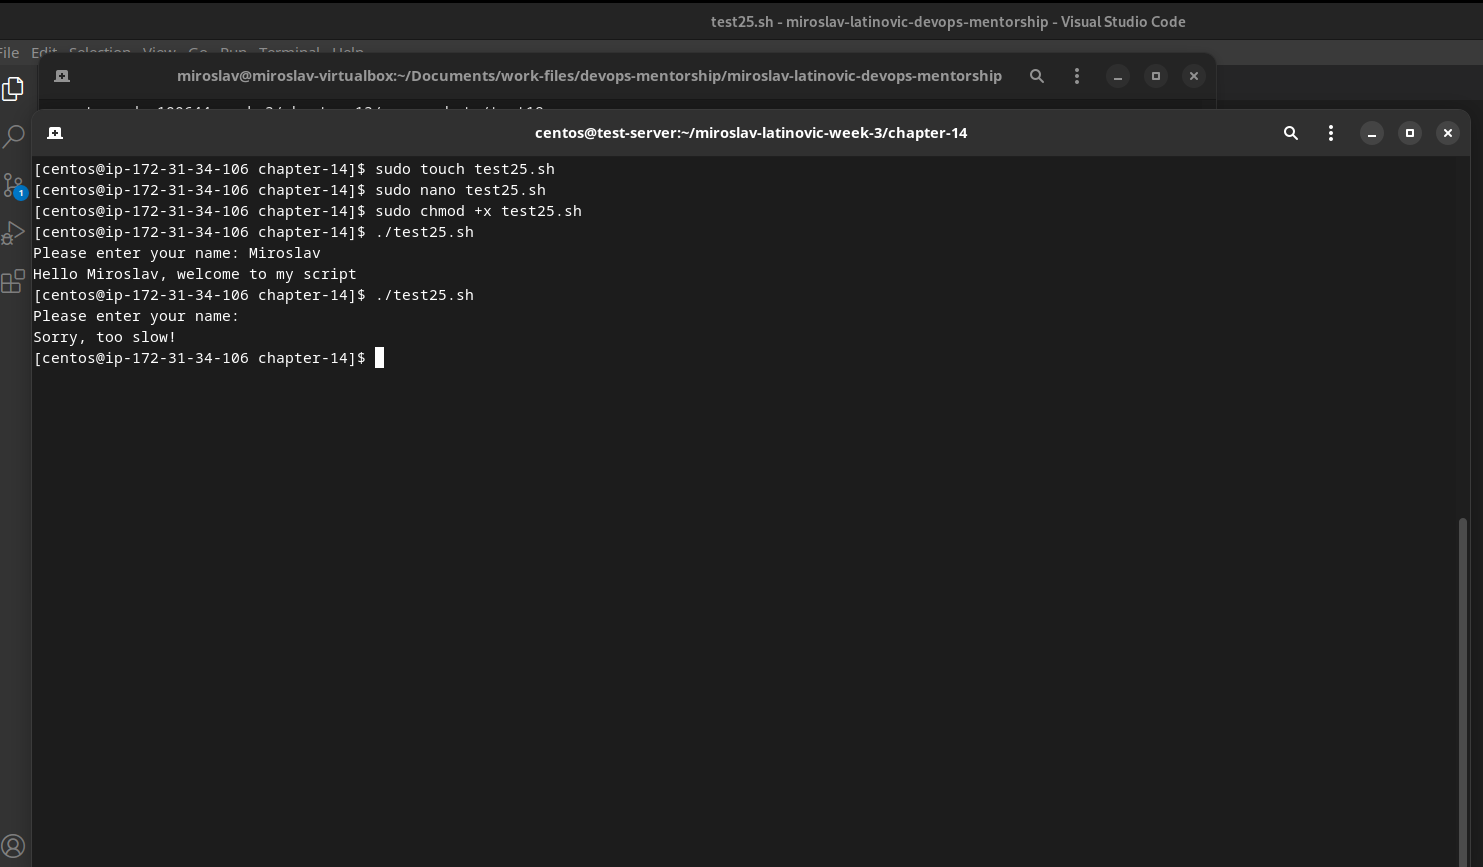 test25.sh - miroslav-latinovic-devops-mentorship - Visual Studio Code
File Edit Selection View Go Run Terminal Help
miroslav@miroslav-virtualbox:~/Documents/work-files/devops-mentorship/miroslav-latinovic-devops-mentorship
centos@test-server:~/miroslav-latinovic-week-3/chapter-14
1
[centos@ip-172-31-34-106 chapter-14]$ sudo touch test25.sh
[centos@ip-172-31-34-106 chapter-14]$ sudo nano test25.sh
[centos@ip-172-31-34-106 chapter-14]$ sudo chmod +x test25.sh
[centos@ip-172-31-34-106 chapter-14]$ ./test25.sh
Please enter your name: Miroslav
Hello Miroslav, welcome to my script
[centos@ip-172-31-34-106 chapter-14]$ ./test25.sh
Please enter your name:
Sorry, too slow!
[centos@ip-172-31-34-106 chapter-14]$